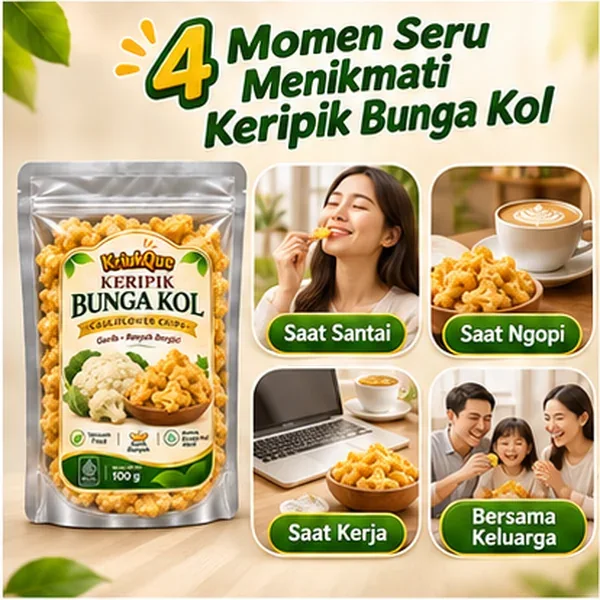 4 Momen Seru
Menikmati
Keripik Bunga Kol
KERIPIK
BUNGA KOL
100 g
Saat Santai
Saat Ngopi
Saat Kerja
Bersama
Keluarga